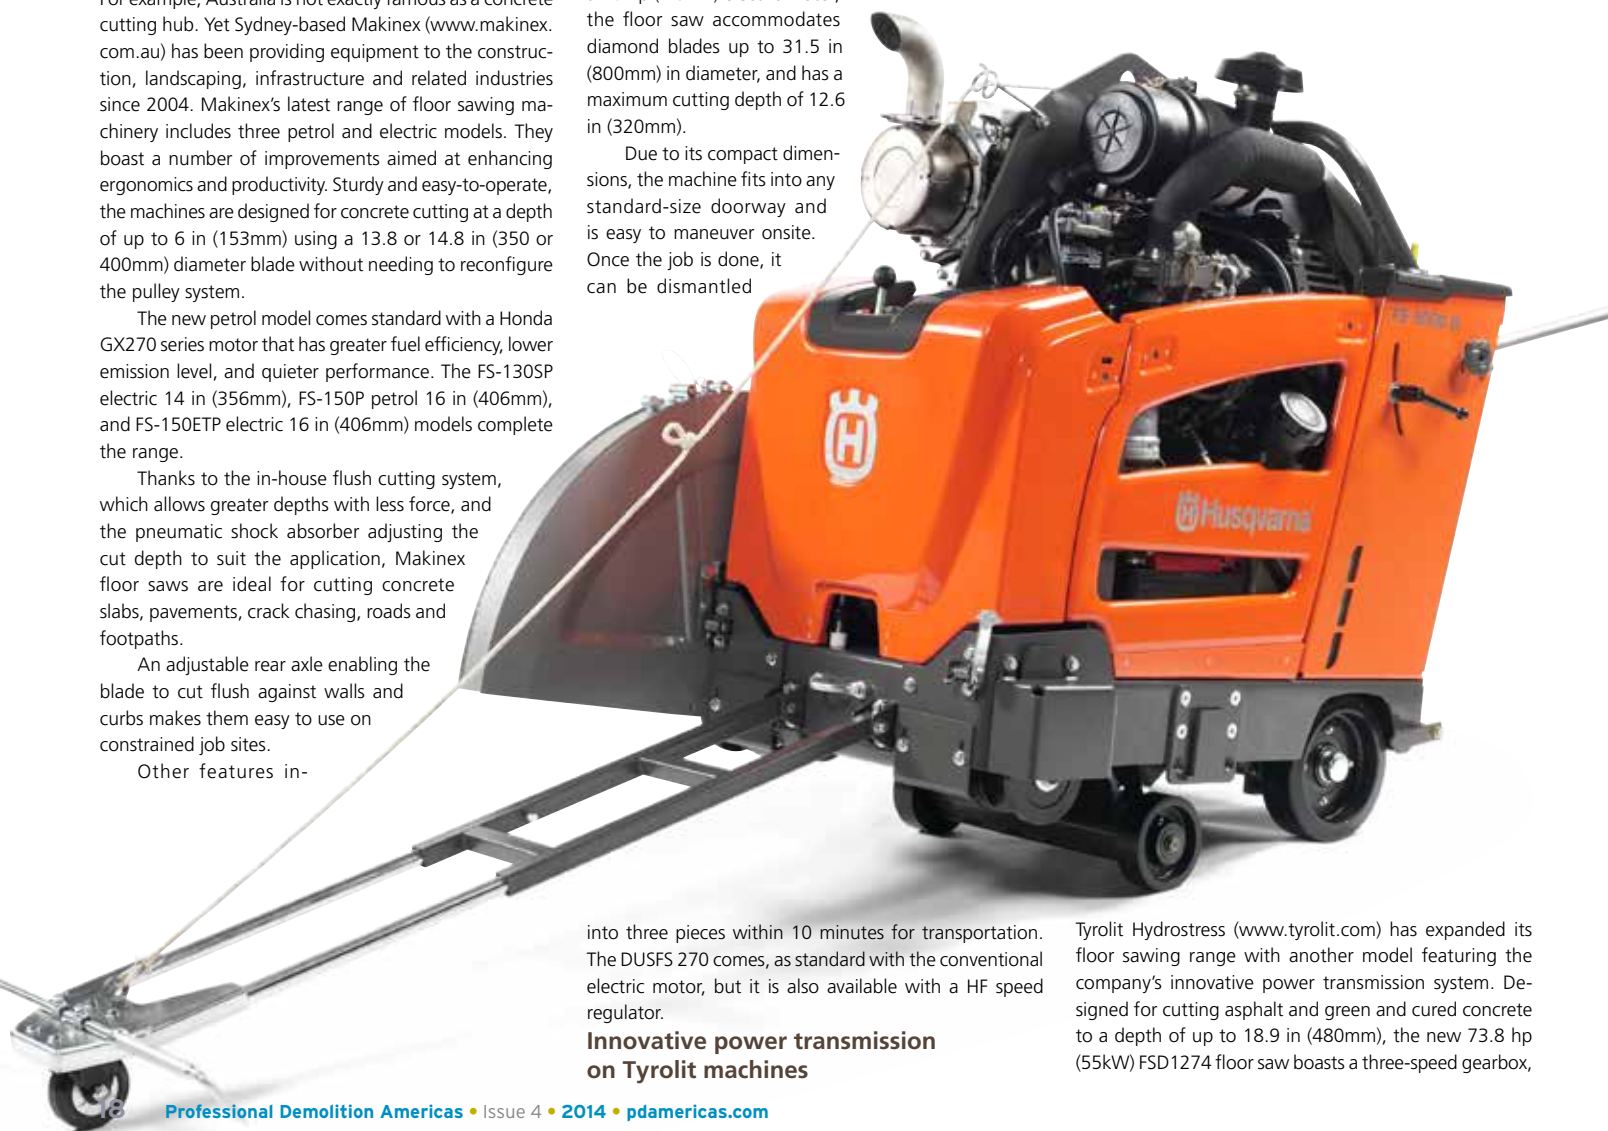 For example, Australia is not exactly famous as a concrete
cutting hub. Yet Sydney-based Makinex (www.makinex.
com.au) has been providing equipment to the construc-
tion, landscaping, infrastructure and related industries
since 2004. Makinex's latest range of floor sawing ma-
chinery includes three petrol and electric models. They
boast a number of improvements aimed at enhancing
ergonomics and productivity. Sturdy and easy-to-operate,
the machines are designed for concrete cutting at a depth
of up to 6 in (153mm) using a 13.8 or 14.8 in (350 or
400mm) diameter blade without needing to reconfigure
the pulley system.
The new petrol model comes standard with a Honda
GX270 series motor that has greater fuel efficiency, lower
emission level, and quieter performance. The FS-130SP
electric 14 in (356mm), FS-150P petrol 16 in (406mm),
and FS-150ETP electric 16 in (406mm) models complete
the range.
Thanks to the in-house flush cutting system,
which allows greater depths with less force, and
the pneumatic shock absorber adjusting the
cut depth to suit the application, Makinex
floor saws are ideal for cutting concrete
slabs, pavements, crack chasing, roads and
footpaths.
An adjustable rear axle enabling the
blade to cut flush against walls and
curbs makes them easy to use on
constrained job sites.
Other features in-
the floor saw accommodates
diamond blades up to 31.5 in
(800mm) in diameter, and has a
maximum cutting depth of 12.6
in (320mm).
Due to its compact dimen-
sions, the machine fits into any
standard-size doorway and
is easy to maneuver onsite.
Once the job is done, it
can be dismantled
into three pieces within 10 minutes for transportation.
The DUSFS 270 comes, as standard with the conventional
electric motor, but it is also available with a HF speed
regulator.
Innovative power transmission
on Tyrolit machines
Tyrolit Hydrostress (www.tyrolit.com) has expanded its
floor sawing range with another model featuring the
company's innovative power transmission system. De-
signed for cutting asphalt and green and cured concrete
to a depth of up to 18.9 in (480mm), the new 73.8 hp
(55kW) FSD1274 floor saw boasts a three-speed gearbox,
H
H Husqvarna
18 Professional Demolition Americas • Issue 4 • 2014 • pdamericas.com